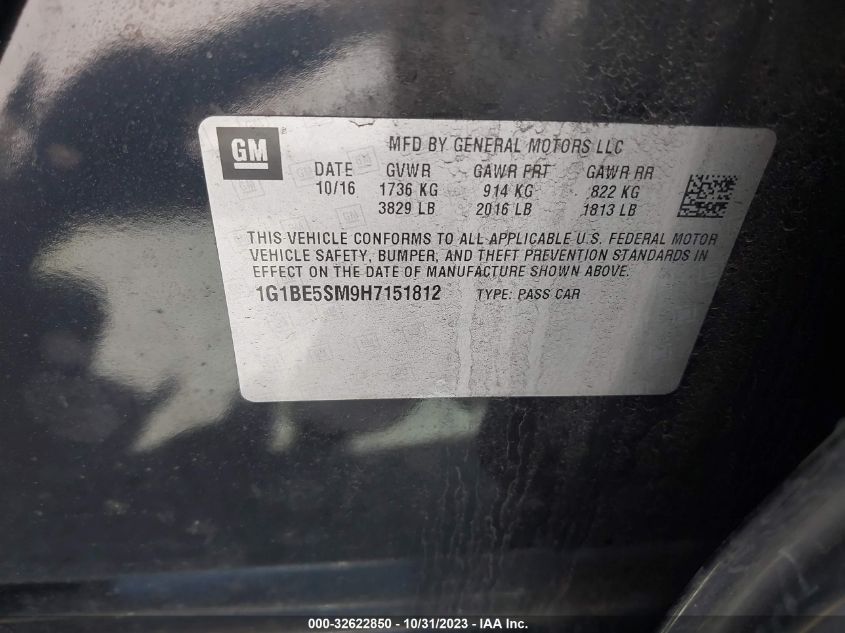 GM ®
MFD BY GENERAL MOTORS LLC
DATE GVWR GAWR FRT GAWR RR
10/16 1736 KG 914 KG 822 KG
3829 LB 2016 LB 1813 LB
THIS VEHICLE CONFORMS TO ALL APPLICABLE U.S. FEDERAL MOTOR
VEHICLE SAFETY, BUMPER, AND THEFT PREVENTION STANDARDS IN
EFFECT ON THE DATE OF MANUFACTURE SHOWN ABOVE.
1G1BE5SM9H7151812 TYPE: PASS CAR
000-32622850 - 10/31/2023 - IAA Inc.